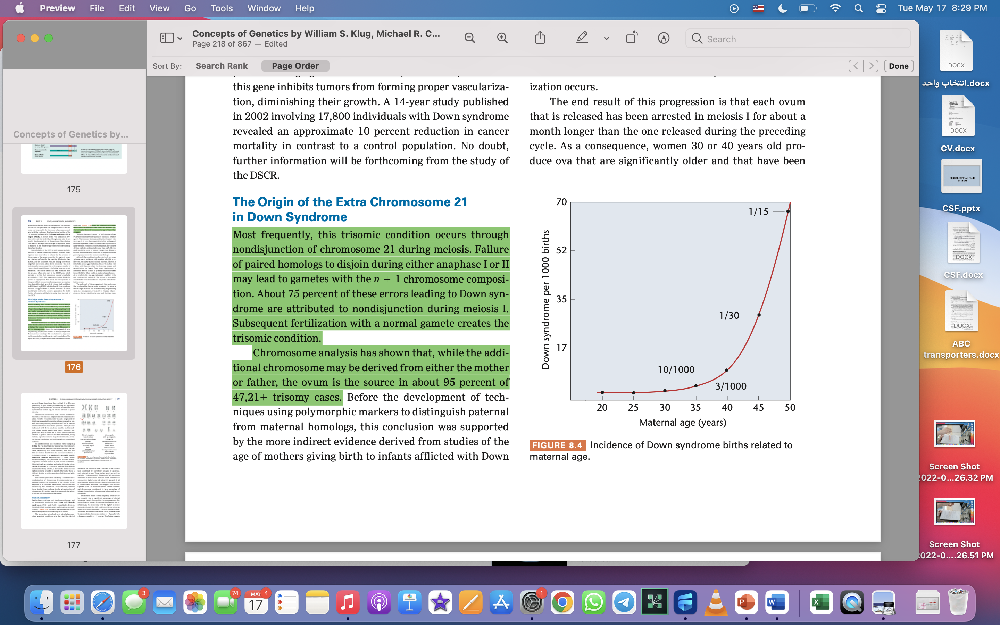 Preview File Edit View Go Tools Window Help
Tue May 17 8:29 PM
Concepts of Genetics by William S. Klug, Michael R. C...
Page 218 of 867 — Edited
Search
Sort By: Search Rank Page Order
Done
Concepts of Genetics by...
175
176
177
this gene inhibits tumors from forming proper vasculariza-
tion, diminishing their growth. A 14-year study published
in 2002 involving 17,800 individuals with Down syndrome
revealed an approximate 10 percent reduction in cancer
mortality in contrast to a control population. No doubt,
further information will be forthcoming from the study of
the DSCR.
The Origin of the Extra Chromosome 21
in Down Syndrome
Most frequently, this trisomic condition occurs through
nondisjunction of chromosome 21 during meiosis. Failure
of paired homologs to disjoin during either anaphase I or II
may lead to gametes with the n + 1 chromosome composi-
tion. About 75 percent of these errors leading to Down syn-
drome are attributed to nondisjunction during meiosis I.
Subsequent fertilization with a normal gamete creates the
trisomic condition.
Chromosome analysis has shown that, while the addi-
tional chromosome may be derived from either the mother
or father, the ovum is the source in about 95 percent of
47,21+ trisomy cases. Before the development of tech-
niques using polymorphic markers to distinguish paternal
from maternal homologs, this conclusion was supported
by the more indirect evidence derived from studies of the
age of mothers giving birth to infants afflicted with Down
ization occurs.
The end result of this progression is that each ovum
that is released has been arrested in meiosis I for about a
month longer than the one released during the preceding
cycle. As a consequence, women 30 or 40 years old pro-
duce ova that are significantly older and that have been
Down syndrome per 1000 births
70
52
35
17
1/15
1/30
10/1000
3/1000
20 25 30 35 40 45 50
Maternal age (years)
FIGURE 8.4 Incidence of Down syndrome births related to
maternal age.
DOCX
انتخاب واحد.docx
DOCX
CV.docx
CEREBROSPINAL FLUID
SYSTEM
CSF.pptx
DOCX
CSF.docx
DOCX
ABC
transporters.docx
Screen Shot
2022-0...26.32 PM
Screen Shot
2022-0....26.51 PM
3
74
MAY 4
17
1
P
W
X